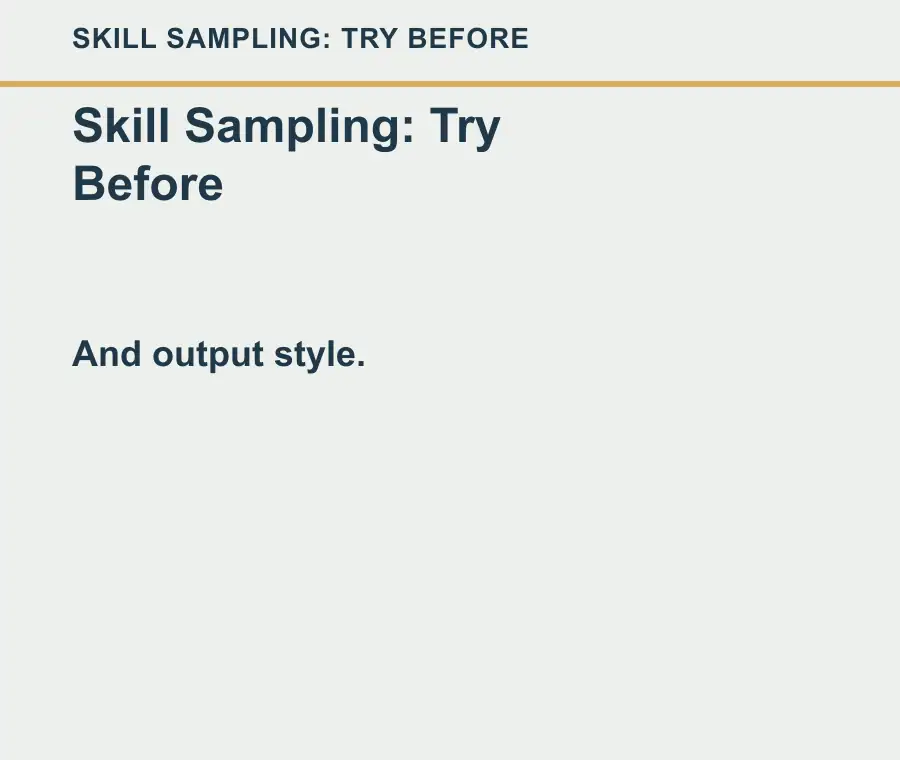 SKILL SAMPLING: TRY BEFORE
Skill Sampling: Try
Before
And output style.